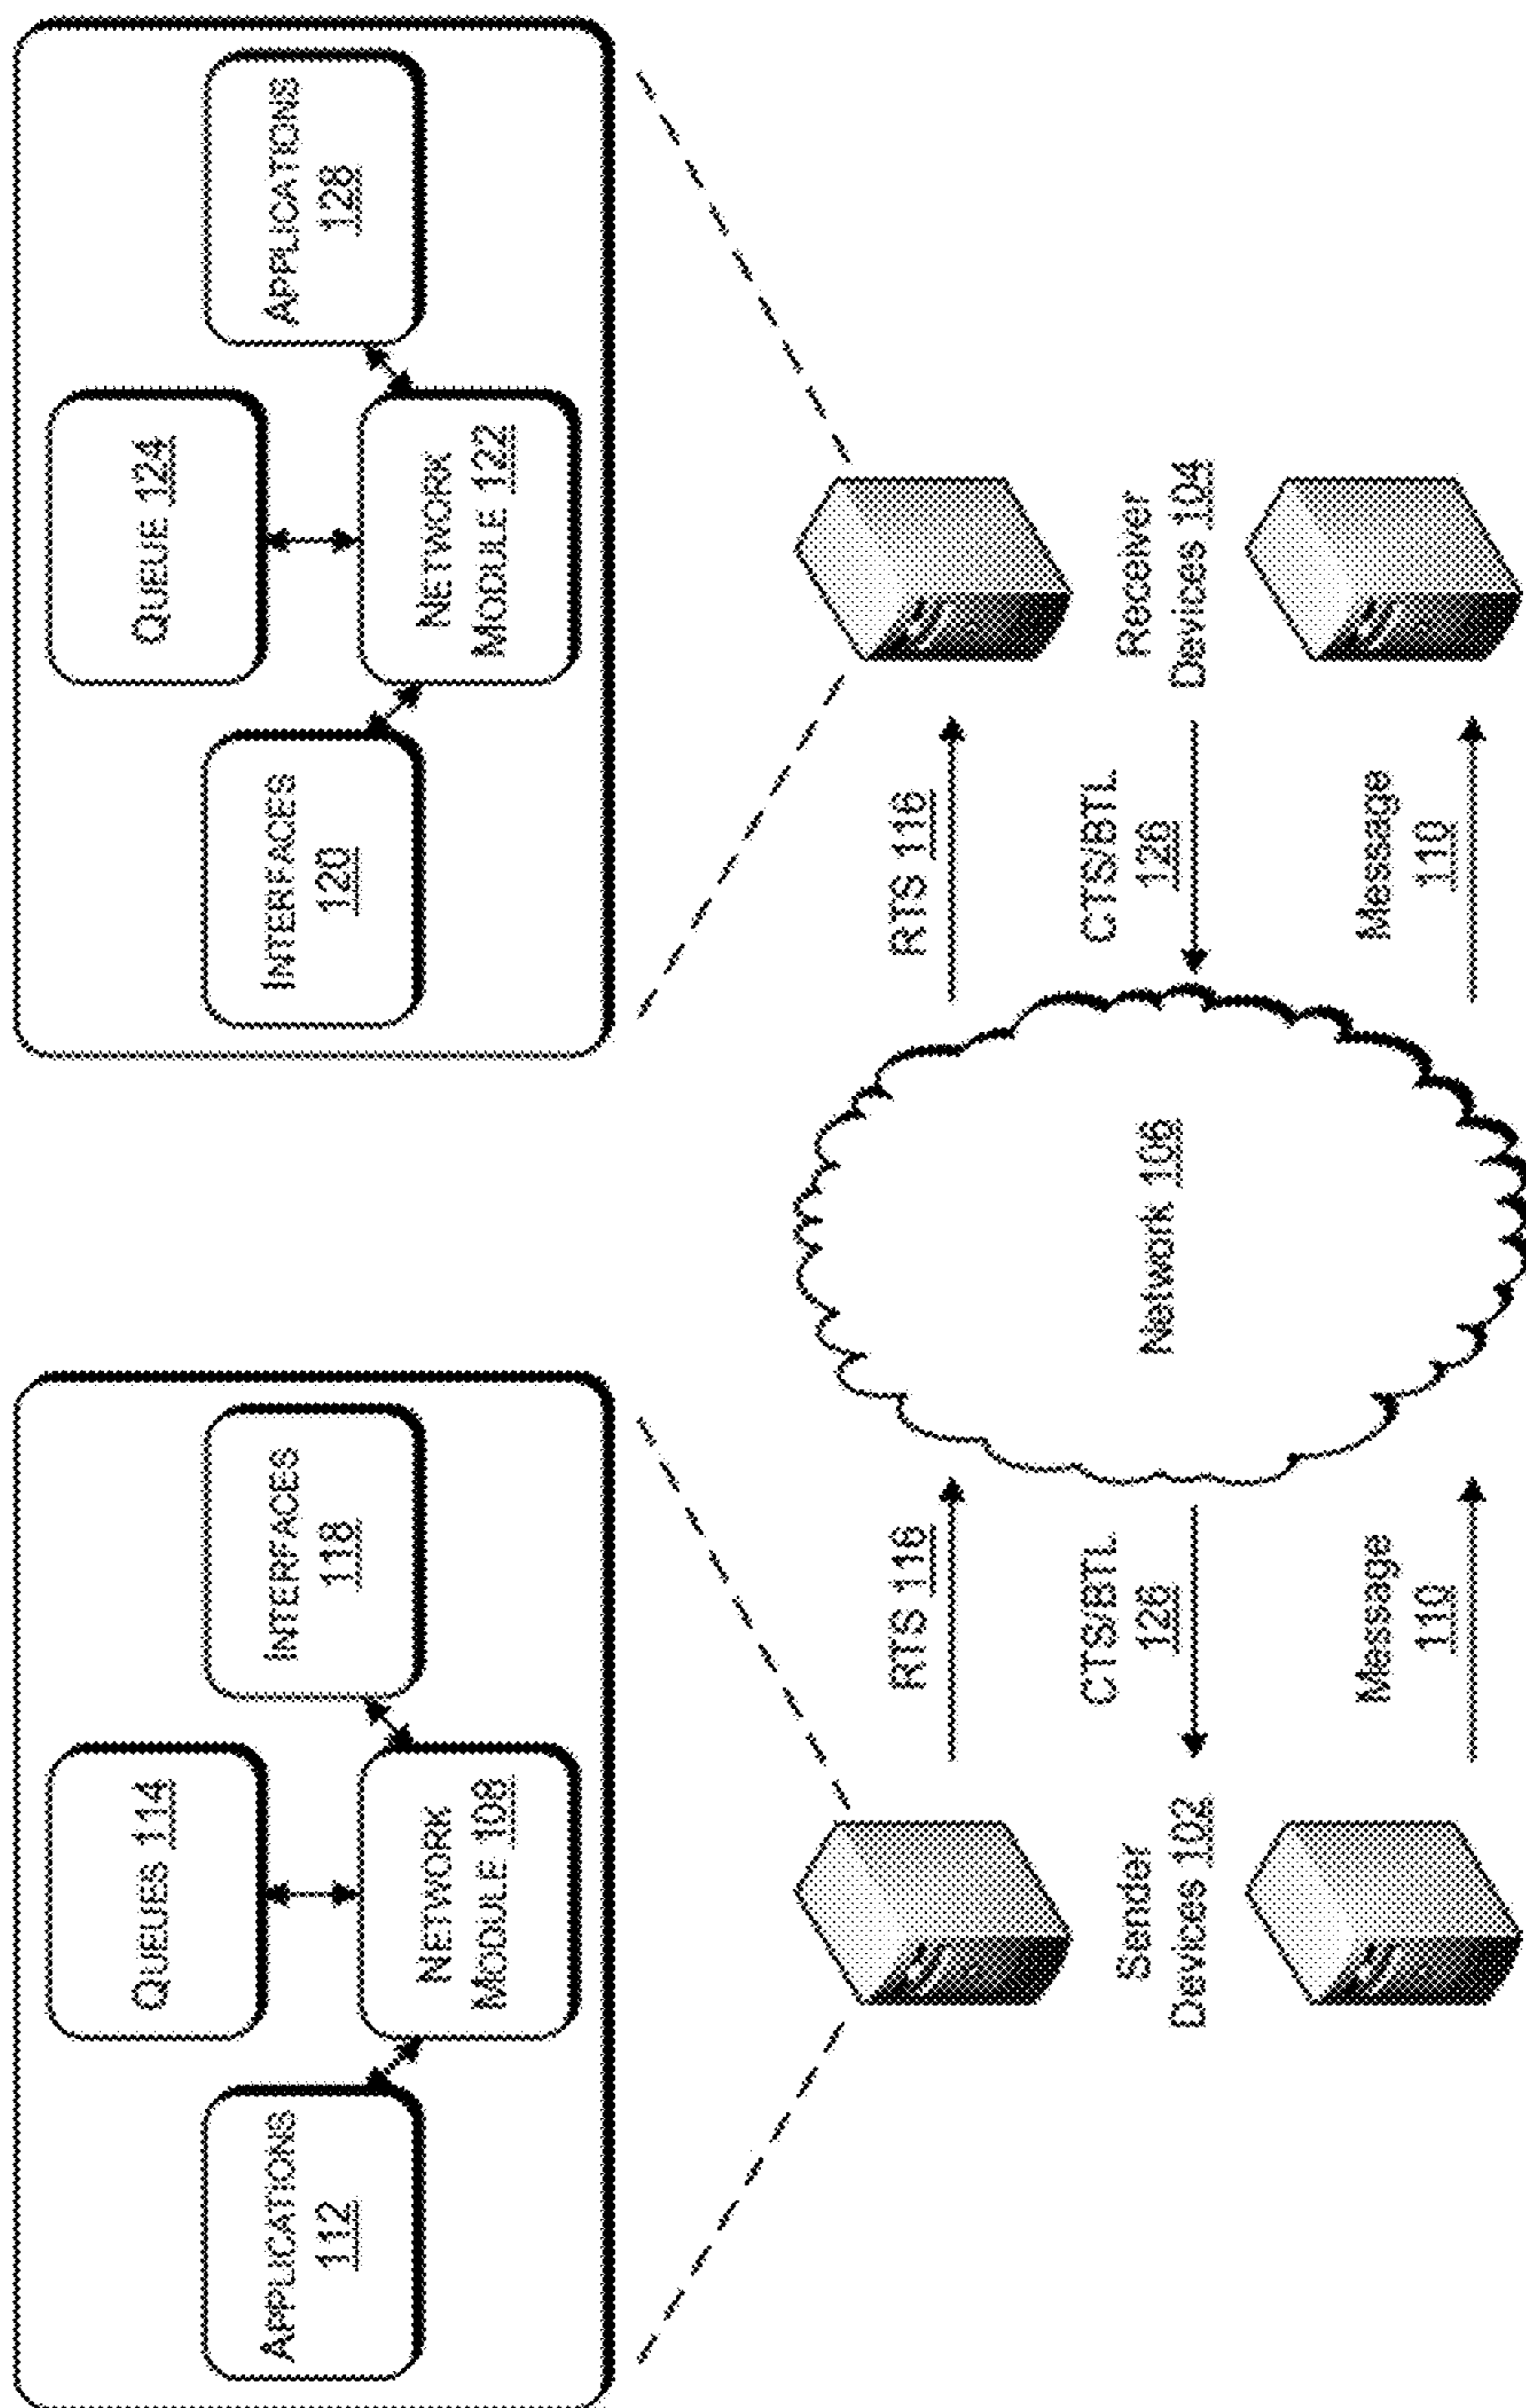 QUEUES 114
APPLICATIONS
112
INTERFACES
118
NETWORK
MODULE 108
QUEUE 124
INTERFACES
120
APPLICATIONS
128
NETWORK
MODULE 122
RTS 116
RTS 116
Sender
Devices 102
CTS/BTL
126
Network 106
CTS/BTL
126
Receiver
Devices 104
Message
110
Message
110